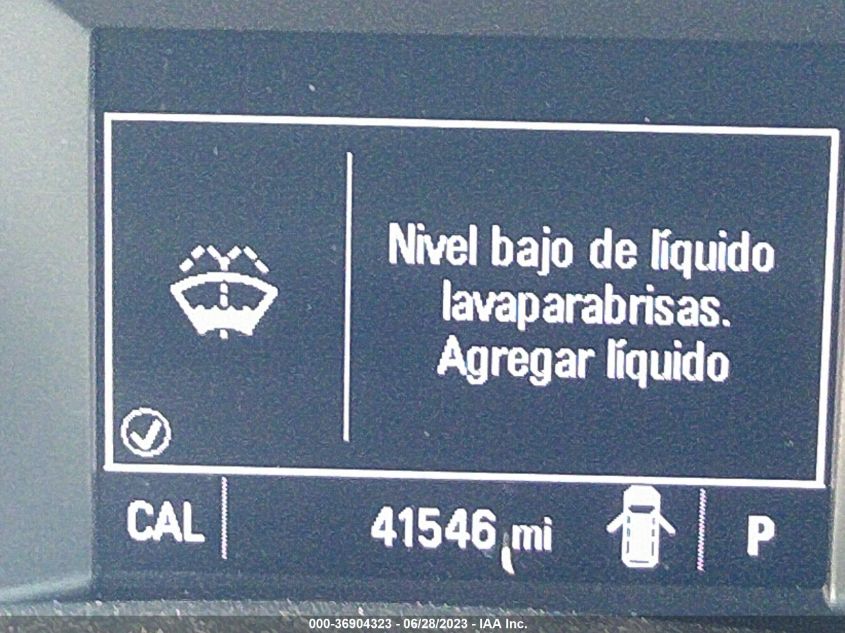 Nivel bajo de líquido
lavaparabrisas.
Agregar líquido
CAL
41546 mi
P
000-36904323 - 06/28/2023 - IAA Inc.